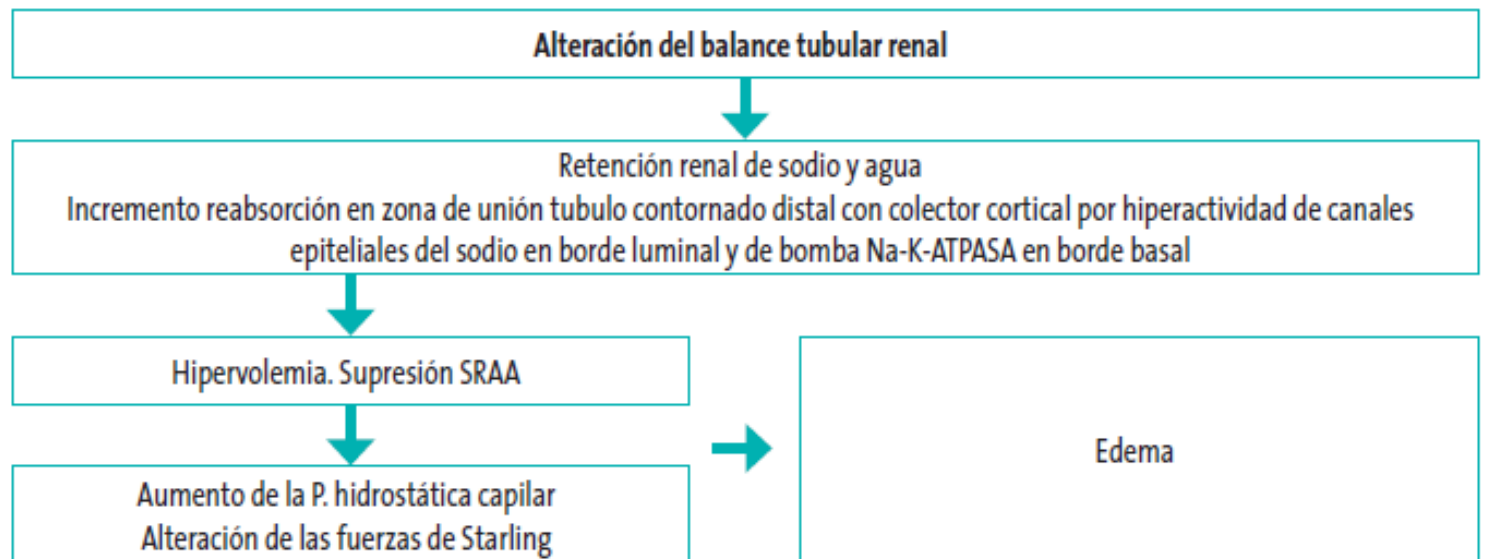 Alteración del balance tubular renal
Retención renal de sodio y agua
Incremento reabsorción en zona de unión tubulo contornado distal con colector cortical por hiperactividad de canales
epiteliales del sodio en borde luminal y de bomba Na-K-ATPASA en borde basal
Hipervolemia. Supresión SRAA
Edema
Aumento de la P. hidrostática capilar
Alteración de las fuerzas de Starling